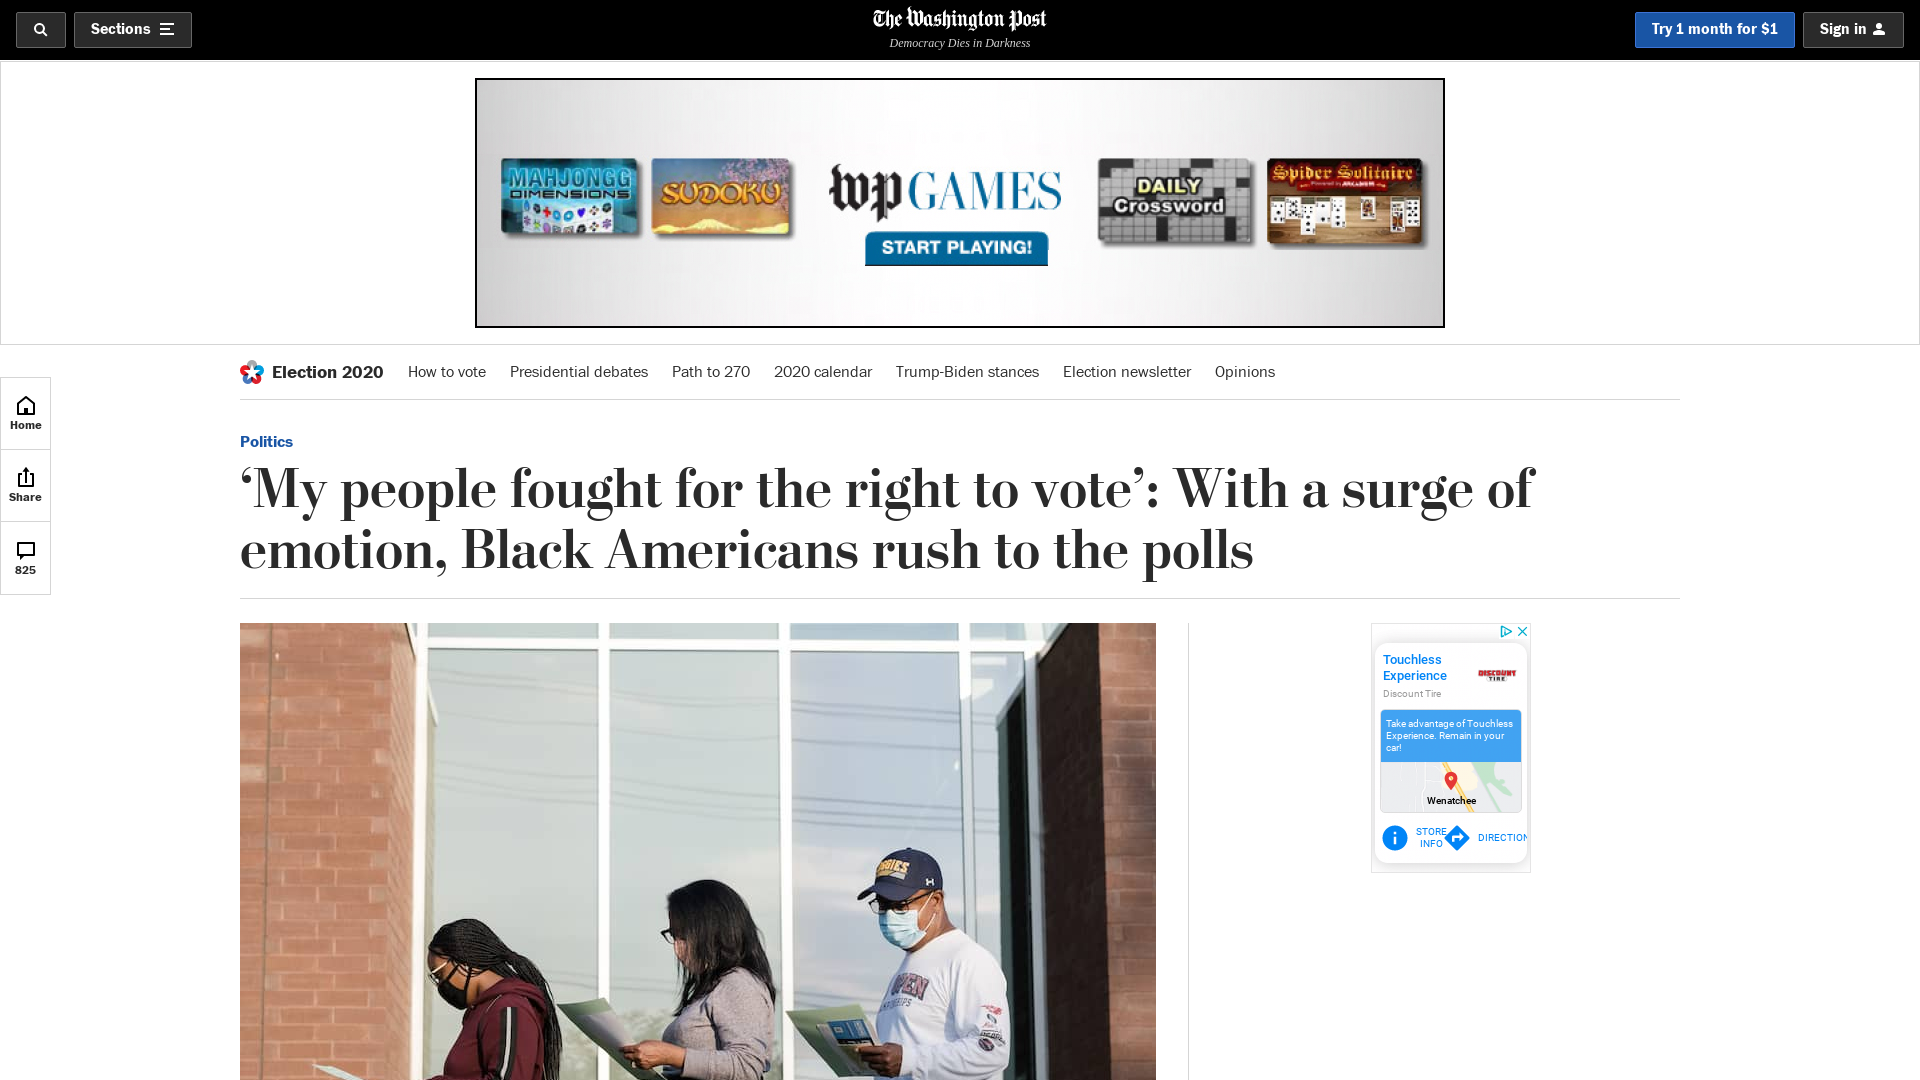 Sections
The Washington Post
Democracy Dies in Darkness
Try 1 month for $1
Sign in
MAHJONGG
DIMENSIONS
SUDOKU
wp GAMES
START PLAYING!
DAILY
Crossword
Spider Solitaire
Election 2020
How to vote
Presidential debates
Path to 270
2020 calendar
Trump-Biden stances
Election newsletter
Opinions
Home
Share
825
Politics
‘My people fought for the right to vote’: With a surge of
emotion, Black Americans rush to the polls
AGGIES
OPEN
Touchless
Experience
DISCOUNT
TIRE
Discount Tire
Take advantage of Touchless
Experience. Remain in your
car!
Wenatchee
STORE
INFO
DIRECTION